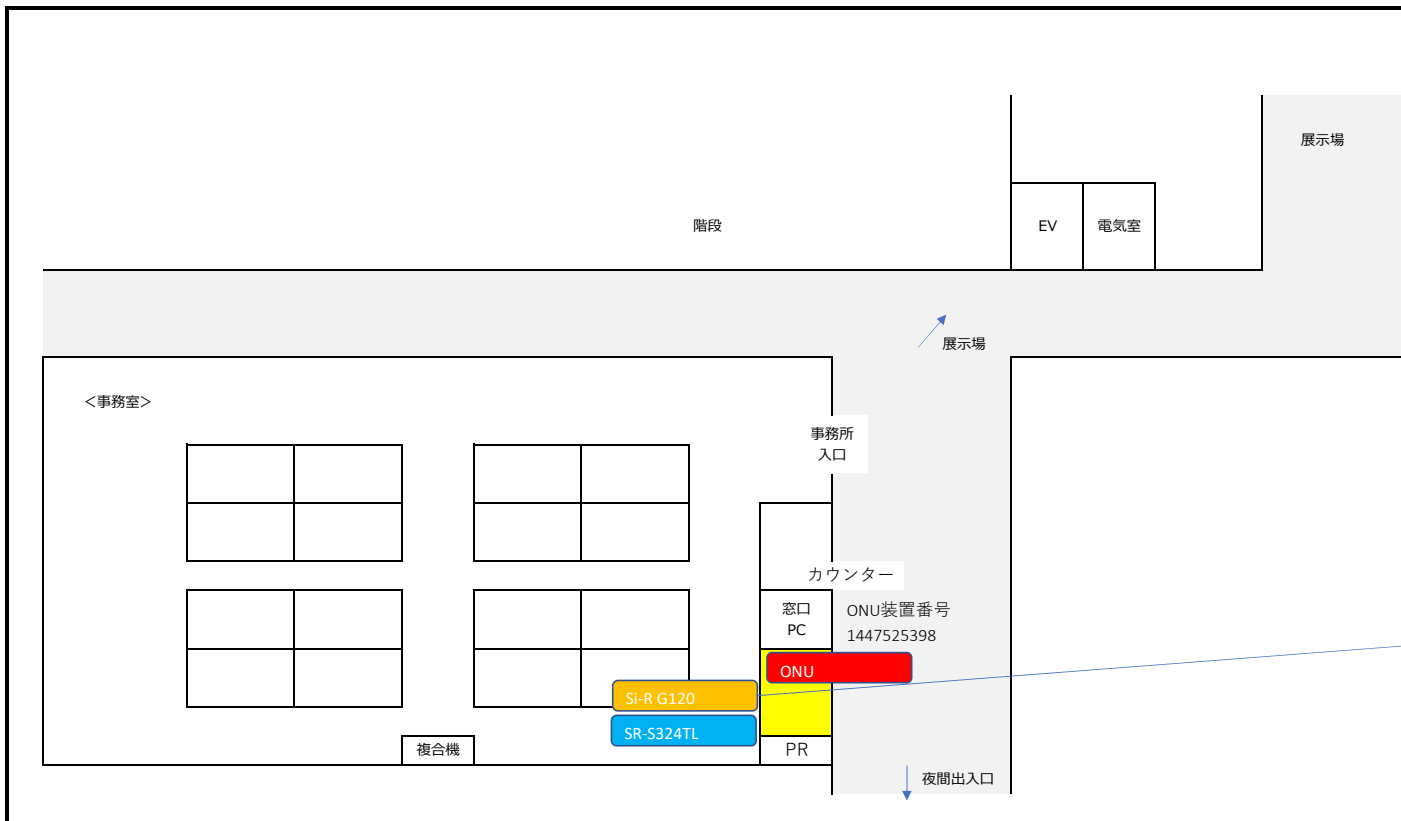 展示場
階段
EV
電気室
展示場
＜事務室＞
事務所
入口
カウンター
窓口
PC
ONU装置番号
1447525398
ONU
Si-R G120
SR-S324TL
複合機
PR
夜間出入口